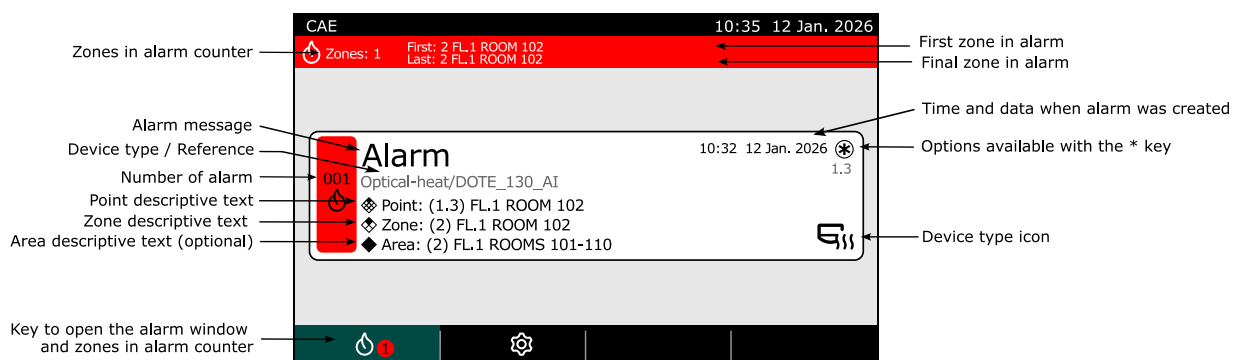 CAE 10:35 12 Jan. 2026
Zones in alarm counter
Zones: 1
First: 2 FL.1 ROOM 102
Last: 2 FL.1 ROOM 102
First zone in alarm
Final zone in alarm
Time and data when alarm was created
Alarm message
Device type / Reference
Number of alarm
Point descriptive text
Zone descriptive text
Area descriptive text (optional)
001
Alarm
10:32 12 Jan. 2026
1.3
Optical-heat/DOTE_130_AI
Point: (1.3) FL.1 ROOM 102
Zone: (2) FL.1 ROOM 102
Area: (2) FL.1 ROOMS 101-110
Options available with the * key
Device type icon
Key to open the alarm window
and zones in alarm counter
1